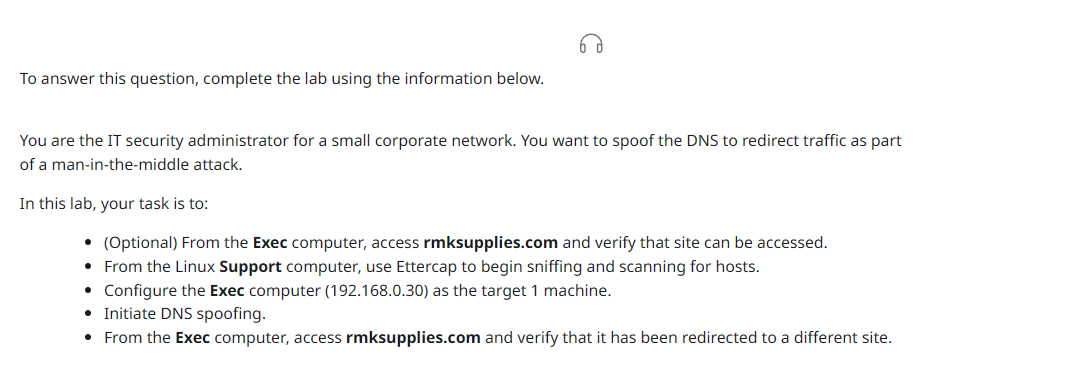 To answer this question, complete the lab using the information below.
You are the IT security administrator for a small corporate network. You want to spoof the DNS to redirect traffic as part
of a man-in-the-middle attack.
In this lab, your task is to:
• (Optional) From the Exec computer, access rmksupplies.com and verify that site can be accessed.
• From the Linux Support computer, use Ettercap to begin sniffing and scanning for hosts.
• Configure the Exec computer (192.168.0.30) as the target 1 machine.
• Initiate DNS spoofing.
• From the Exec computer, access rmksupplies.com and verify that it has been redirected to a different site.